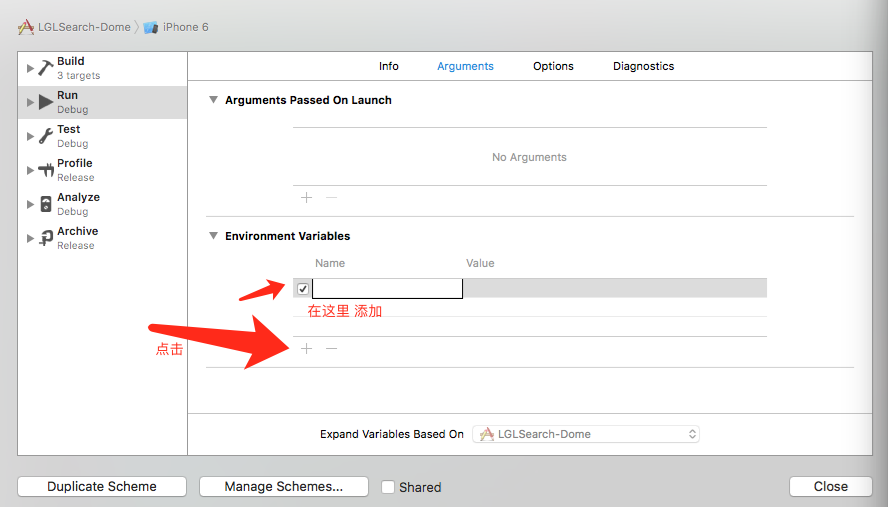 LGLSearch-Dome iPhone 6
Build
3 targets
Run
Debug
Test
Debug
Profile
Release
Analyze
Debug
Archive
Release
Info Arguments Options Diagnostics
Arguments Passed On Launch
No Arguments
Environment Variables
Name Value
在这里 添加
点击
Expand Variables Based On LGLSearch-Dome
Duplicate Scheme Manage Schemes... Shared Close